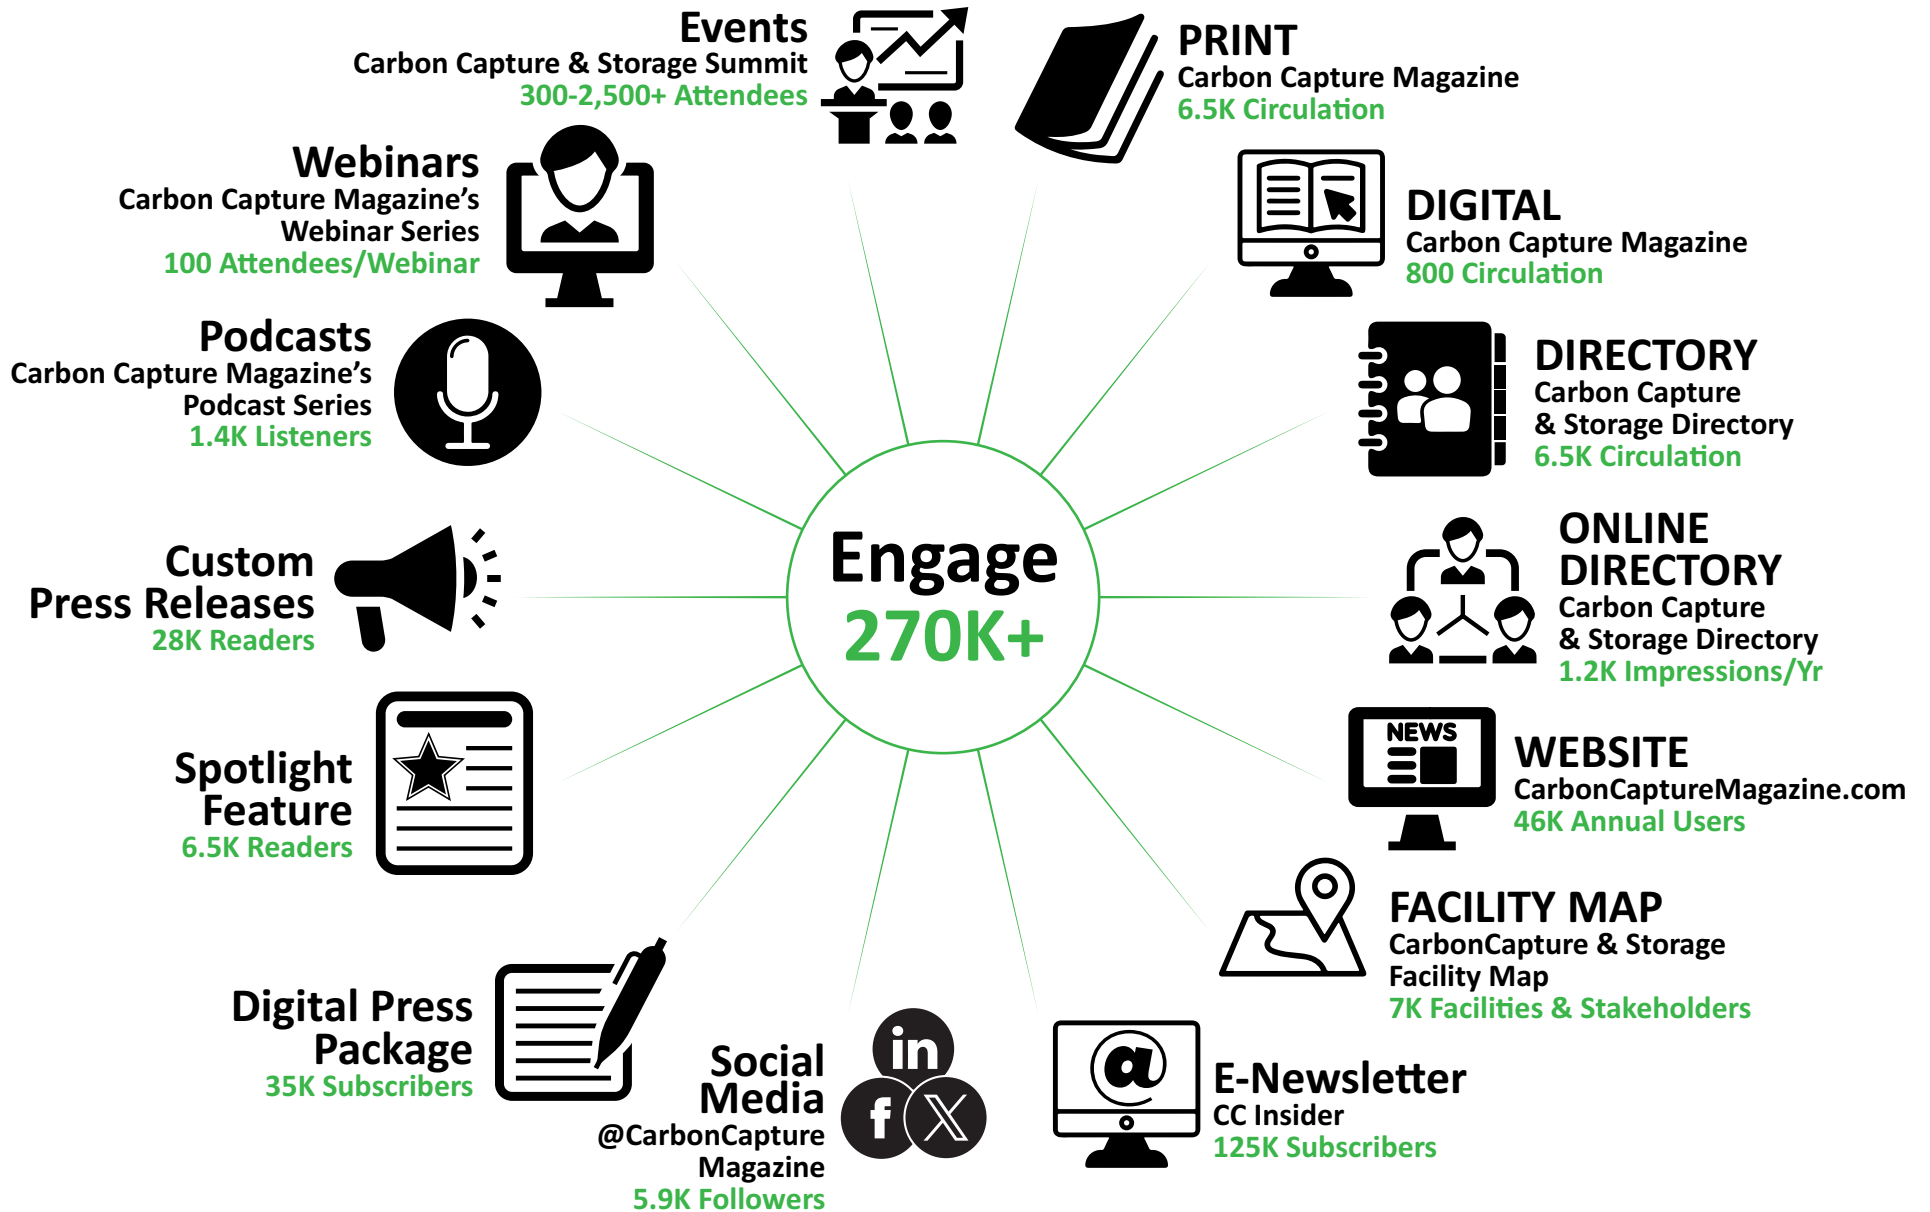 Events
Carbon Capture & Storage Summit
300-2,500+ Attendees
PRINT
Carbon Capture Magazine
6.5K Circulation
DIGITAL
Carbon Capture Magazine
800 Circulation
DIRECTORY
Carbon Capture
& Storage Directory
6.5K Circulation
ONLINE
DIRECTORY
Carbon Capture
& Storage Directory
1.2K Impressions/Yr
NEWS
WEBSITE
CarbonCaptureMagazine.com
46K Annual Users
FACILITY MAP
CarbonCapture & Storage
Facility Map
7K Facilities & Stakeholders
@
E-Newsletter
CC Insider
125K Subscribers
in
f
X
Social
Media
@CarbonCapture
Magazine
5.9K Followers
Digital Press
Package
35K Subscribers
Spotlight
Feature
6.5K Readers
Custom
Press Releases
28K Readers
Podcasts
Carbon Capture Magazine's
Podcast Series
1.4K Listeners
Webinars
Carbon Capture Magazine's
Webinar Series
100 Attendees/Webinar
Engage
270K+